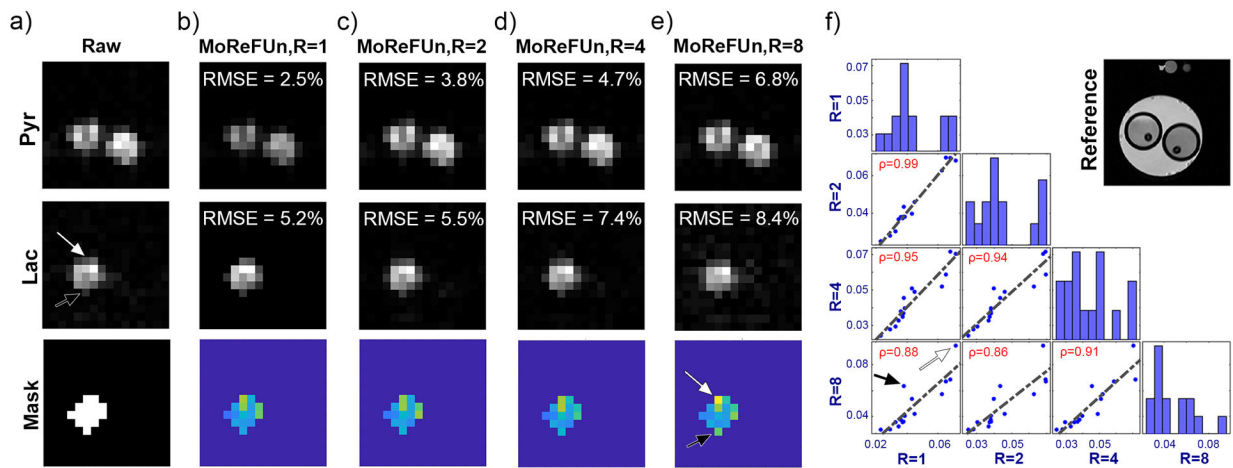 a)
b)
c)
d)
e)
f)
Raw
MoReFUn,R=1
MoReFUn,R=2
MoReFUn,R=4
MoReFUn,R=8
Pyr
RMSE = 2.5%
RMSE = 3.8%
RMSE = 4.7%
RMSE = 6.8%
Lac
RMSE = 5.2%
RMSE = 5.5%
RMSE = 7.4%
RMSE = 8.4%
Mask
R=1
0.07
0.05
0.03
Reference
R=2
0.06
0.04
ρ=0.99
R=4
0.07
0.05
0.03
ρ=0.95
ρ=0.94
R=8
0.08
0.04
ρ=0.88
ρ=0.86
ρ=0.91
0.02
0.06
0.03
0.05
0.03
0.05
0.04
0.08
R=1
R=2
R=4
R=8